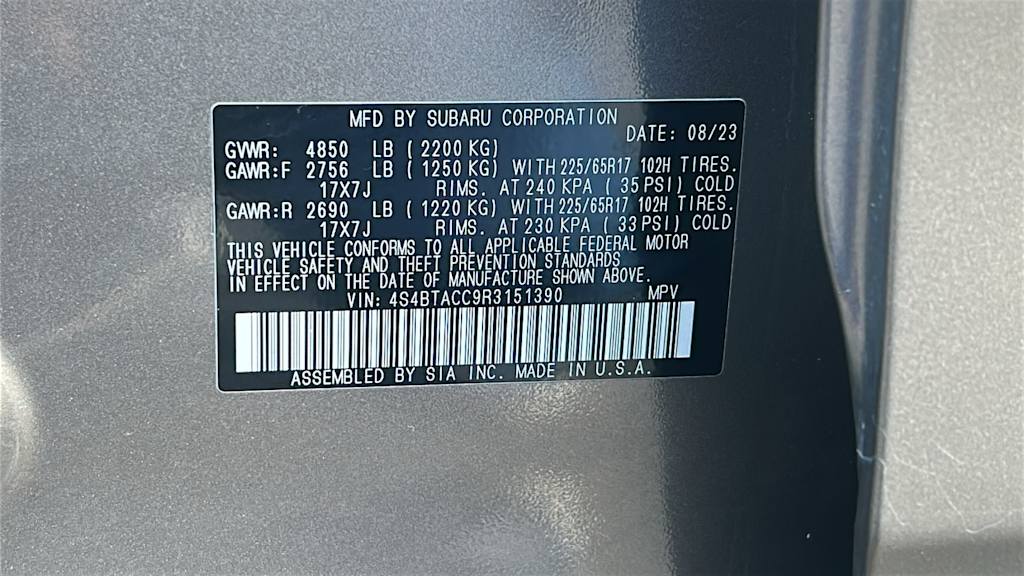 MFD BY SUBARU CORPORATION
DATE: 08/23
GVWR: 4850 LB ( 2200 KG)
GAWR:F 2756 LB ( 1250 KG) WITH 225/65R17 102H TIRES.
17X7J RIMS. AT 240 KPA ( 35 PSI) COLD
GAWR:R 2690 LB ( 1220 KG) WITH 225/65R17 102H TIRES.
17X7J RIMS. AT 230 KPA ( 33 PSI) COLD
THIS VEHICLE CONFORMS TO ALL APPLICABLE FEDERAL MOTOR
VEHICLE SAFETY AND THEFT PREVENTION STANDARDS
IN EFFECT ON THE DATE OF MANUFACTURE SHOWN ABOVE.
VIN: 4S4BTACC9R3151390 MPV
ASSEMBLED BY SIA INC. MADE IN U.S.A.